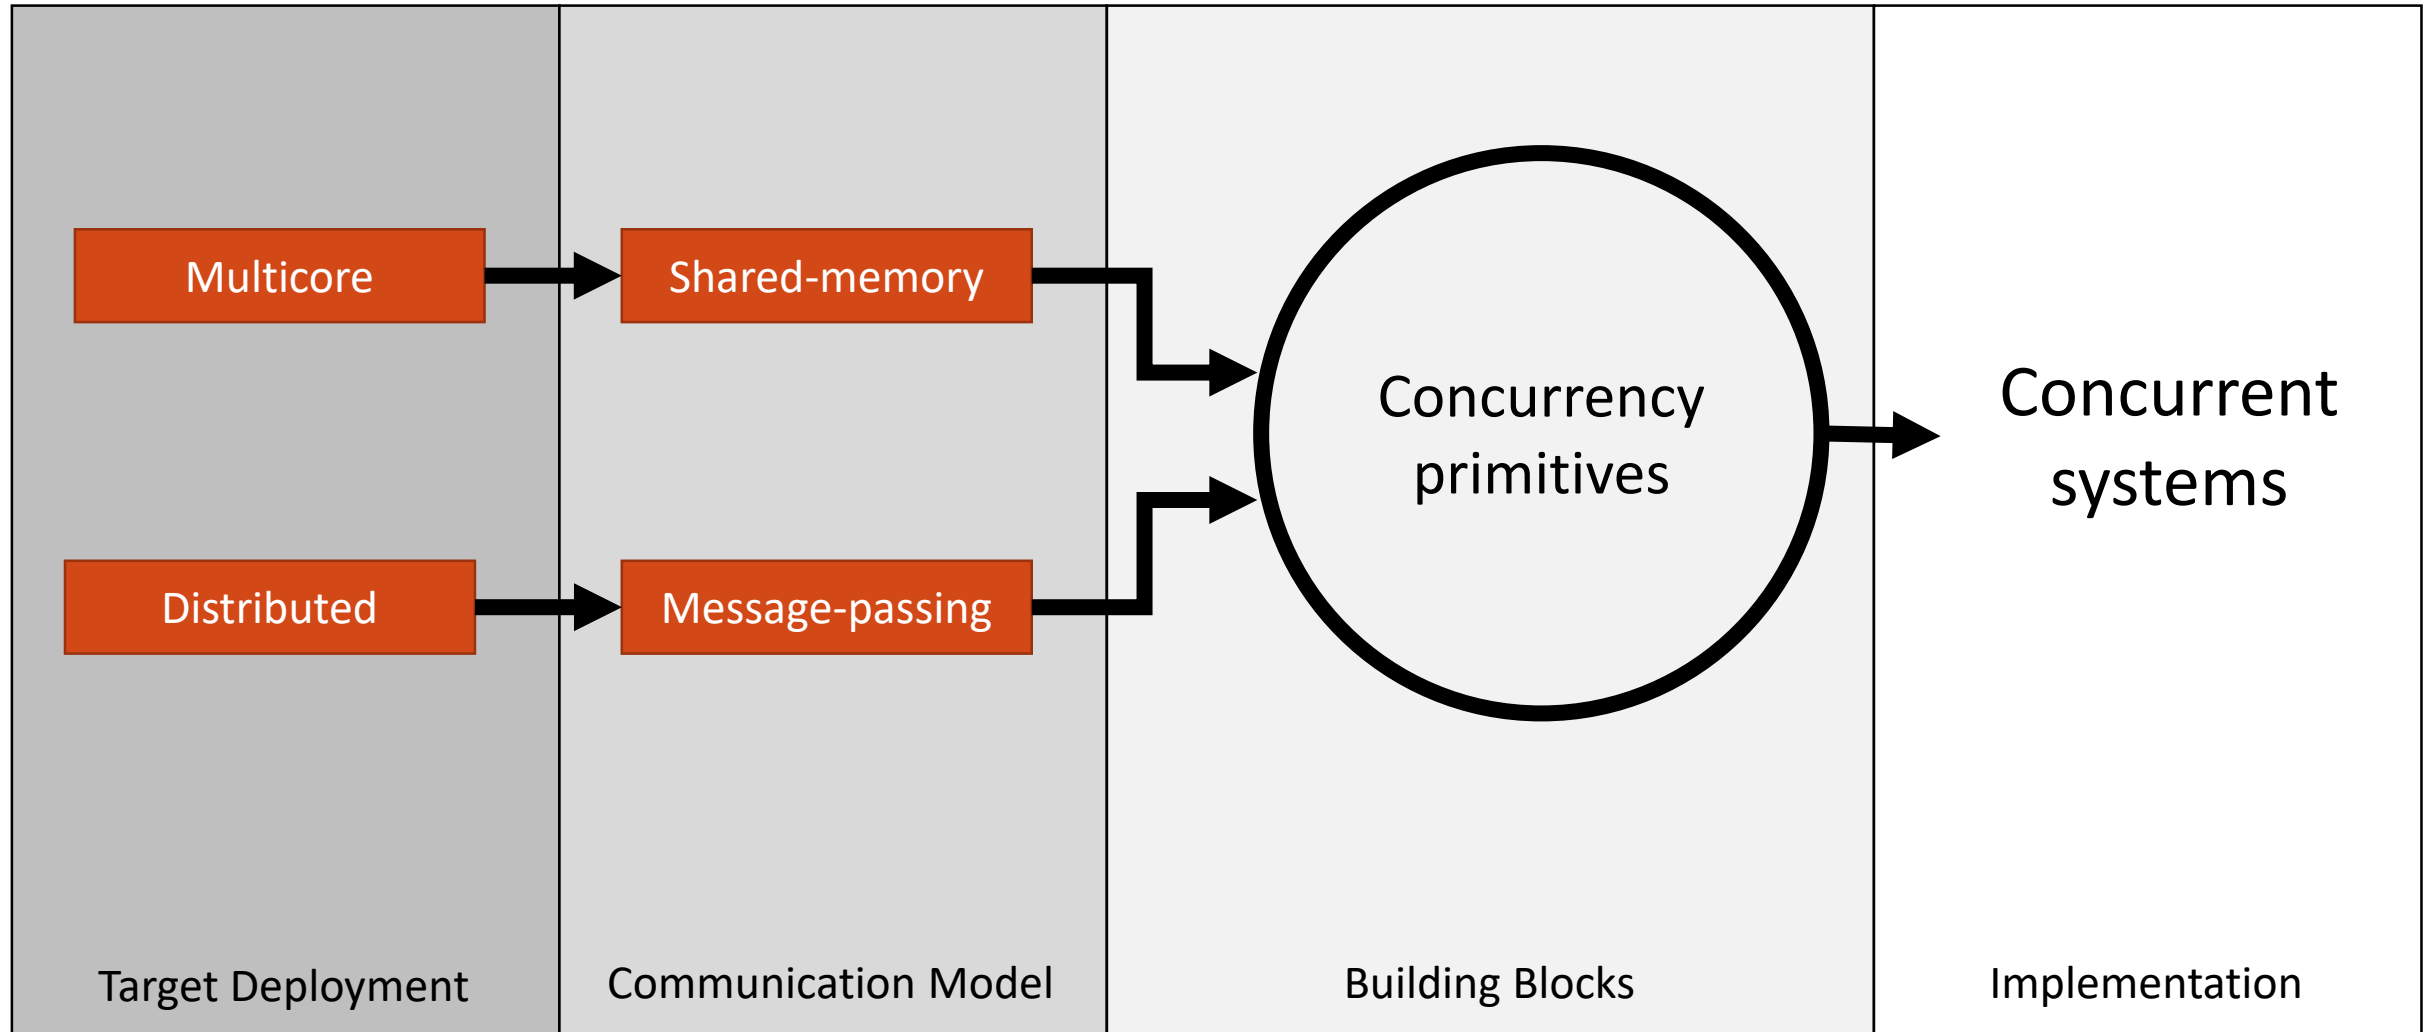 Multicore
Shared-memory
Concurrency
primitives
Concurrent
systems
Distributed
Message-passing
Target Deployment
Communication Model
Building Blocks
Implementation